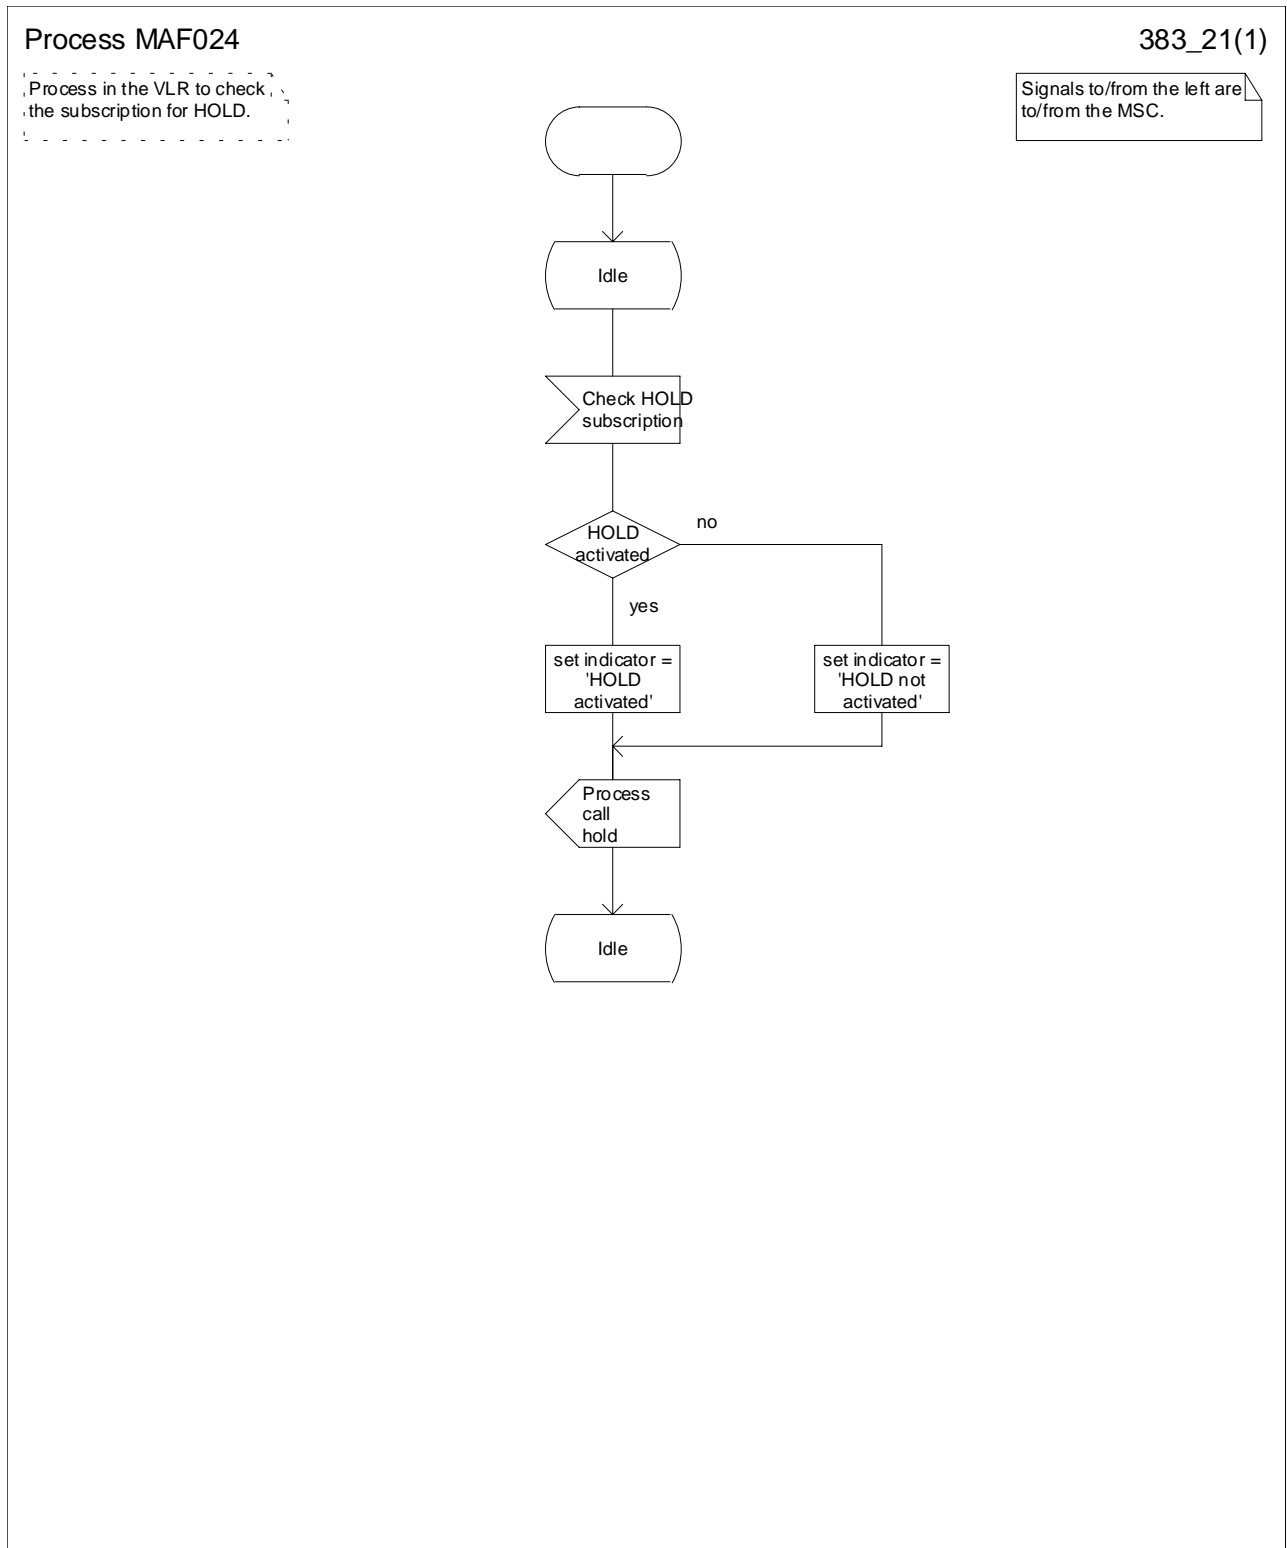 Process MAF024
383_21(1)
Process in the VLR to check
the subscription for HOLD.
Signals to/from the left are
to/from the MSC.
Idle
Check HOLD
subscription
HOLD
activated
no
yes
set indicator =
'HOLD
activated'
set indicator =
'HOLD not
activated'
Process
call
hold
Idle